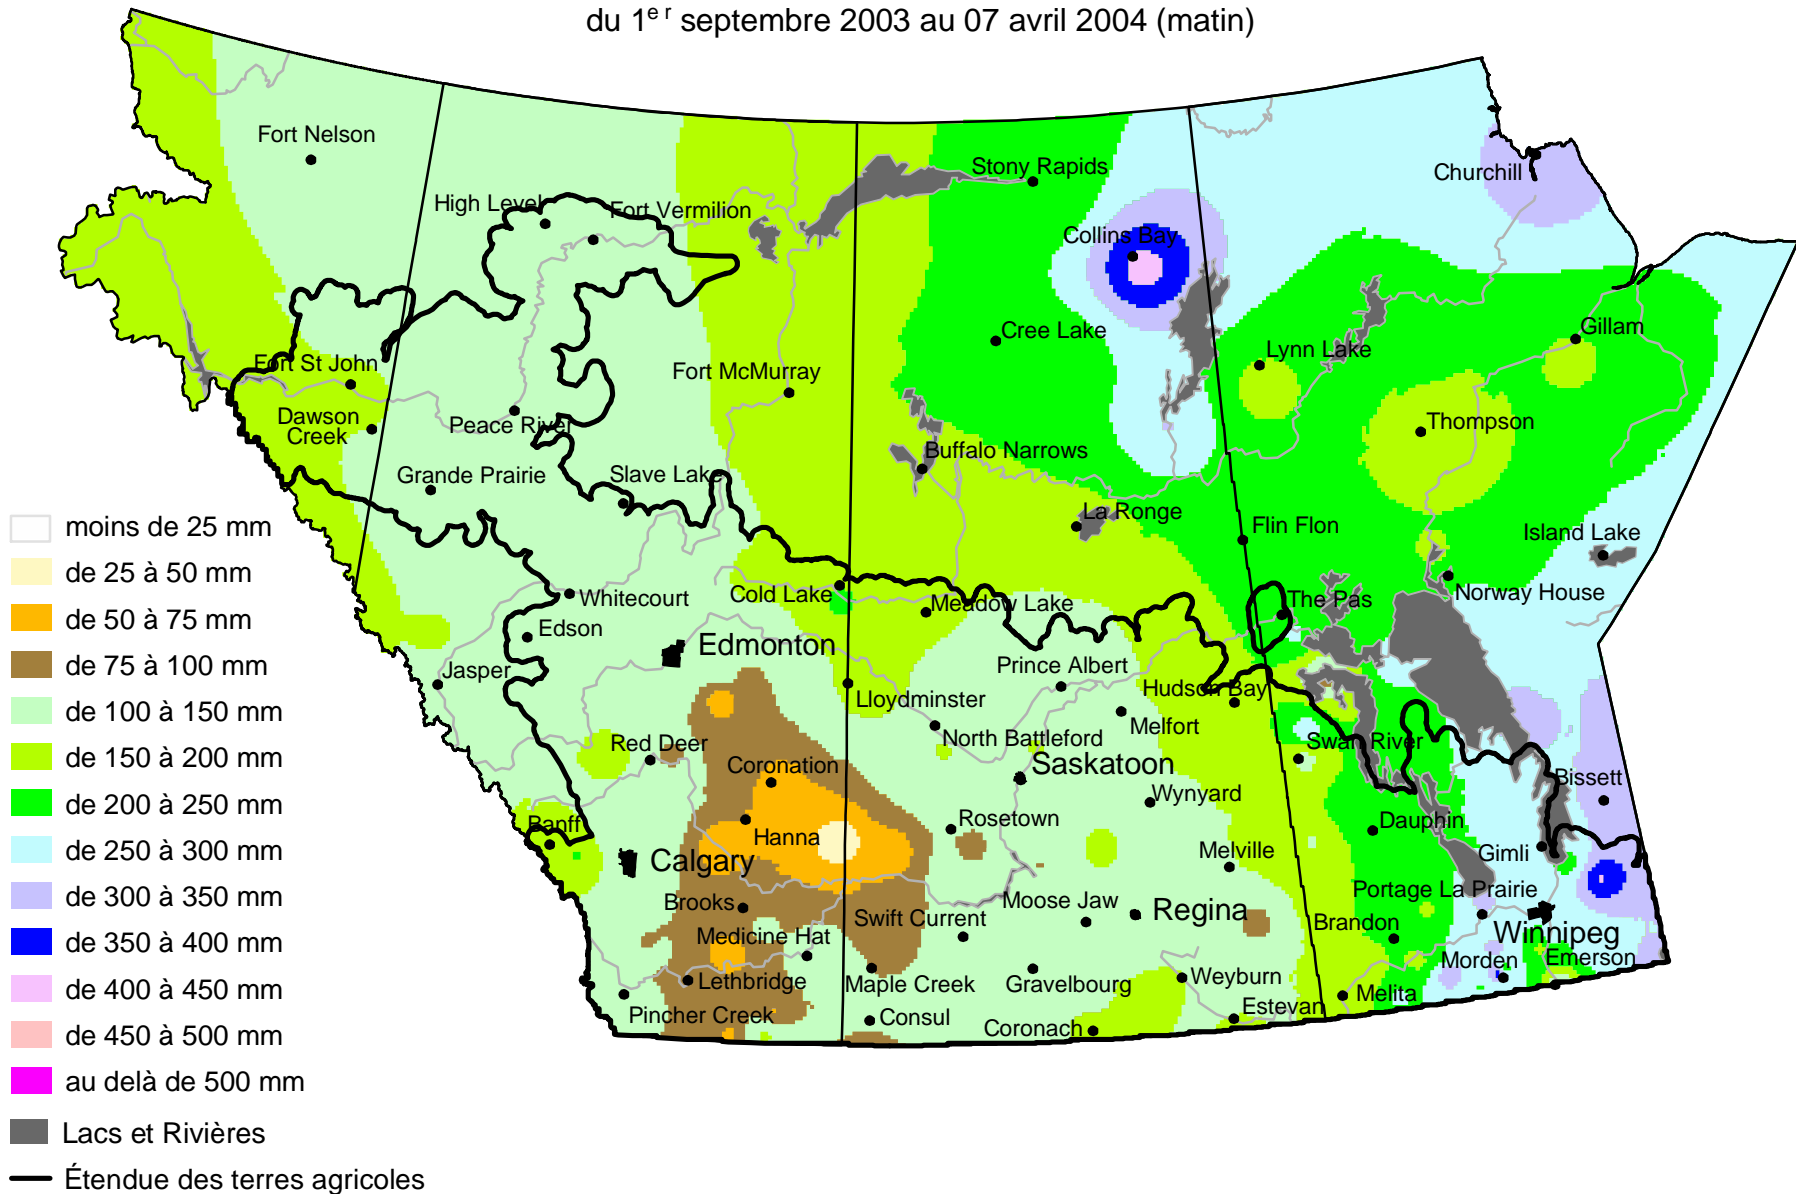 du 1er septembre 2003 au 07 avril 2004 (matin)
Fort Nelson
Stony Rapids
Churchill
High Level
Fort Vermilion
Collins Bay
Cree Lake
Gillam
Lynn Lake
Fort St John
Fort McMurray
Dawson
Creek
Peace River
Thompson
Buffalo Narrows
Grande Prairie
Slave Lake
La Ronge
Flin Flon
Island Lake
Whitecourt
Cold Lake
Meadow Lake
The Pas
Norway House
Edson
Edmonton
Jasper
Prince Albert
Hudson Bay
Lloydminster
Melfort
Red Deer
North Battleford
Swan River
Coronation
Saskatoon
Bissett
Wynyard
Banff
Hanna
Rosetown
Dauphin
Calgary
Melville
Gimli
Portage La Prairie
Brooks
Swift Current
Moose Jaw
Regina
Brandon
Medicine Hat
Winnipeg
Morden
Emerson
Lethbridge
Maple Creek
Gravelbourg
Weyburn
Melita
Pincher Creek
Consul
Coronach
Estevan
moins de 25 mm
de 25 à 50 mm
de 50 à 75 mm
de 75 à 100 mm
de 100 à 150 mm
de 150 à 200 mm
de 200 à 250 mm
de 250 à 300 mm
de 300 à 350 mm
de 350 à 400 mm
de 400 à 450 mm
de 450 à 500 mm
au delà de 500 mm
Lacs et Rivières
Étendue des terres agricoles